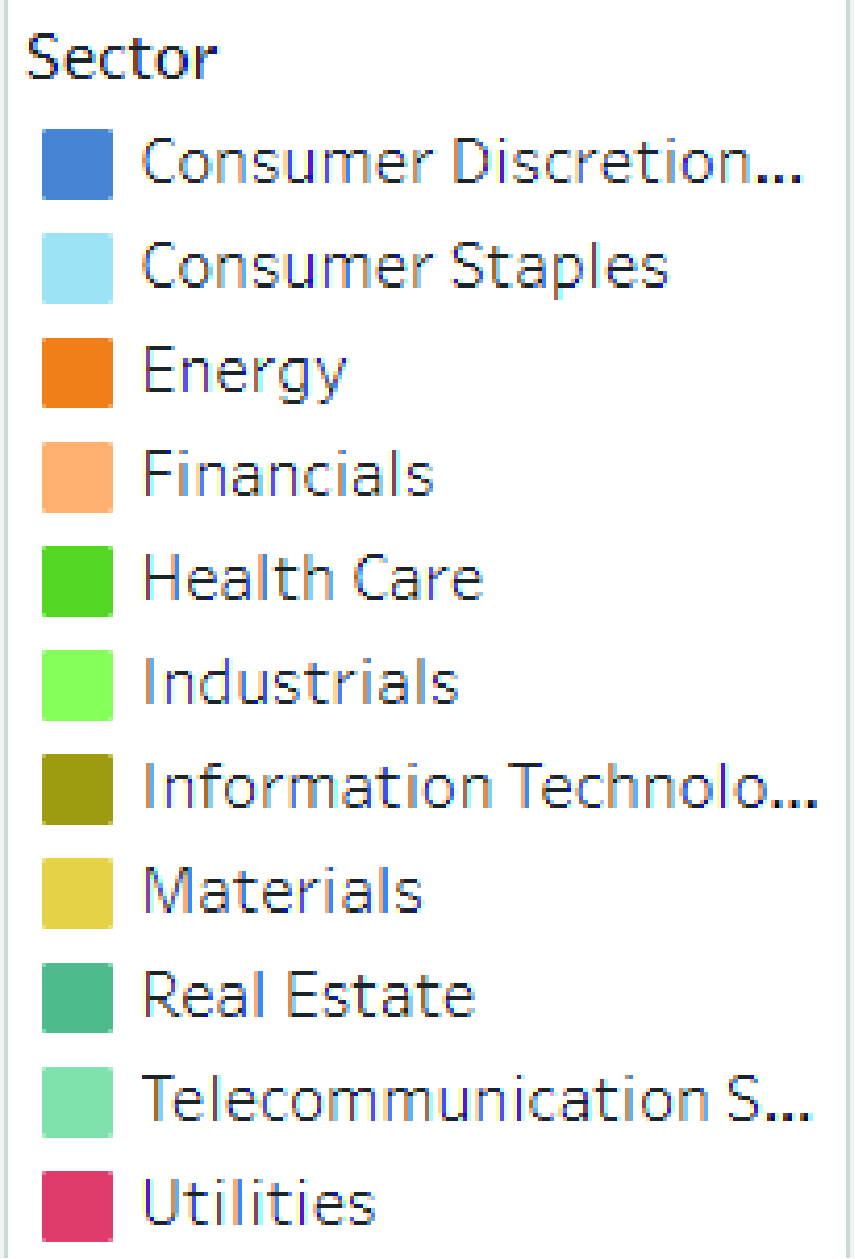 Sector
Consumer Discretion...
Consumer Staples
Energy
Financials
Health Care
Industrials
Information Technolo...
Materials
Real Estate
Telecommunication S...
Utilities